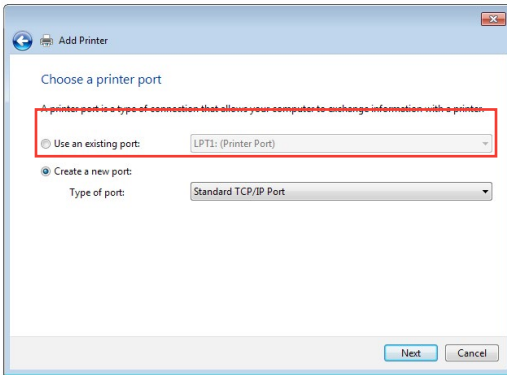 Add Printer
Choose a printer port
A printer port is a type of connection that allows your computer to exchange information with a printer.
Use an existing port: LPT1: (Printer Port)
Create a new port:
Type of port: Standard TCP/IP Port
Next Cancel